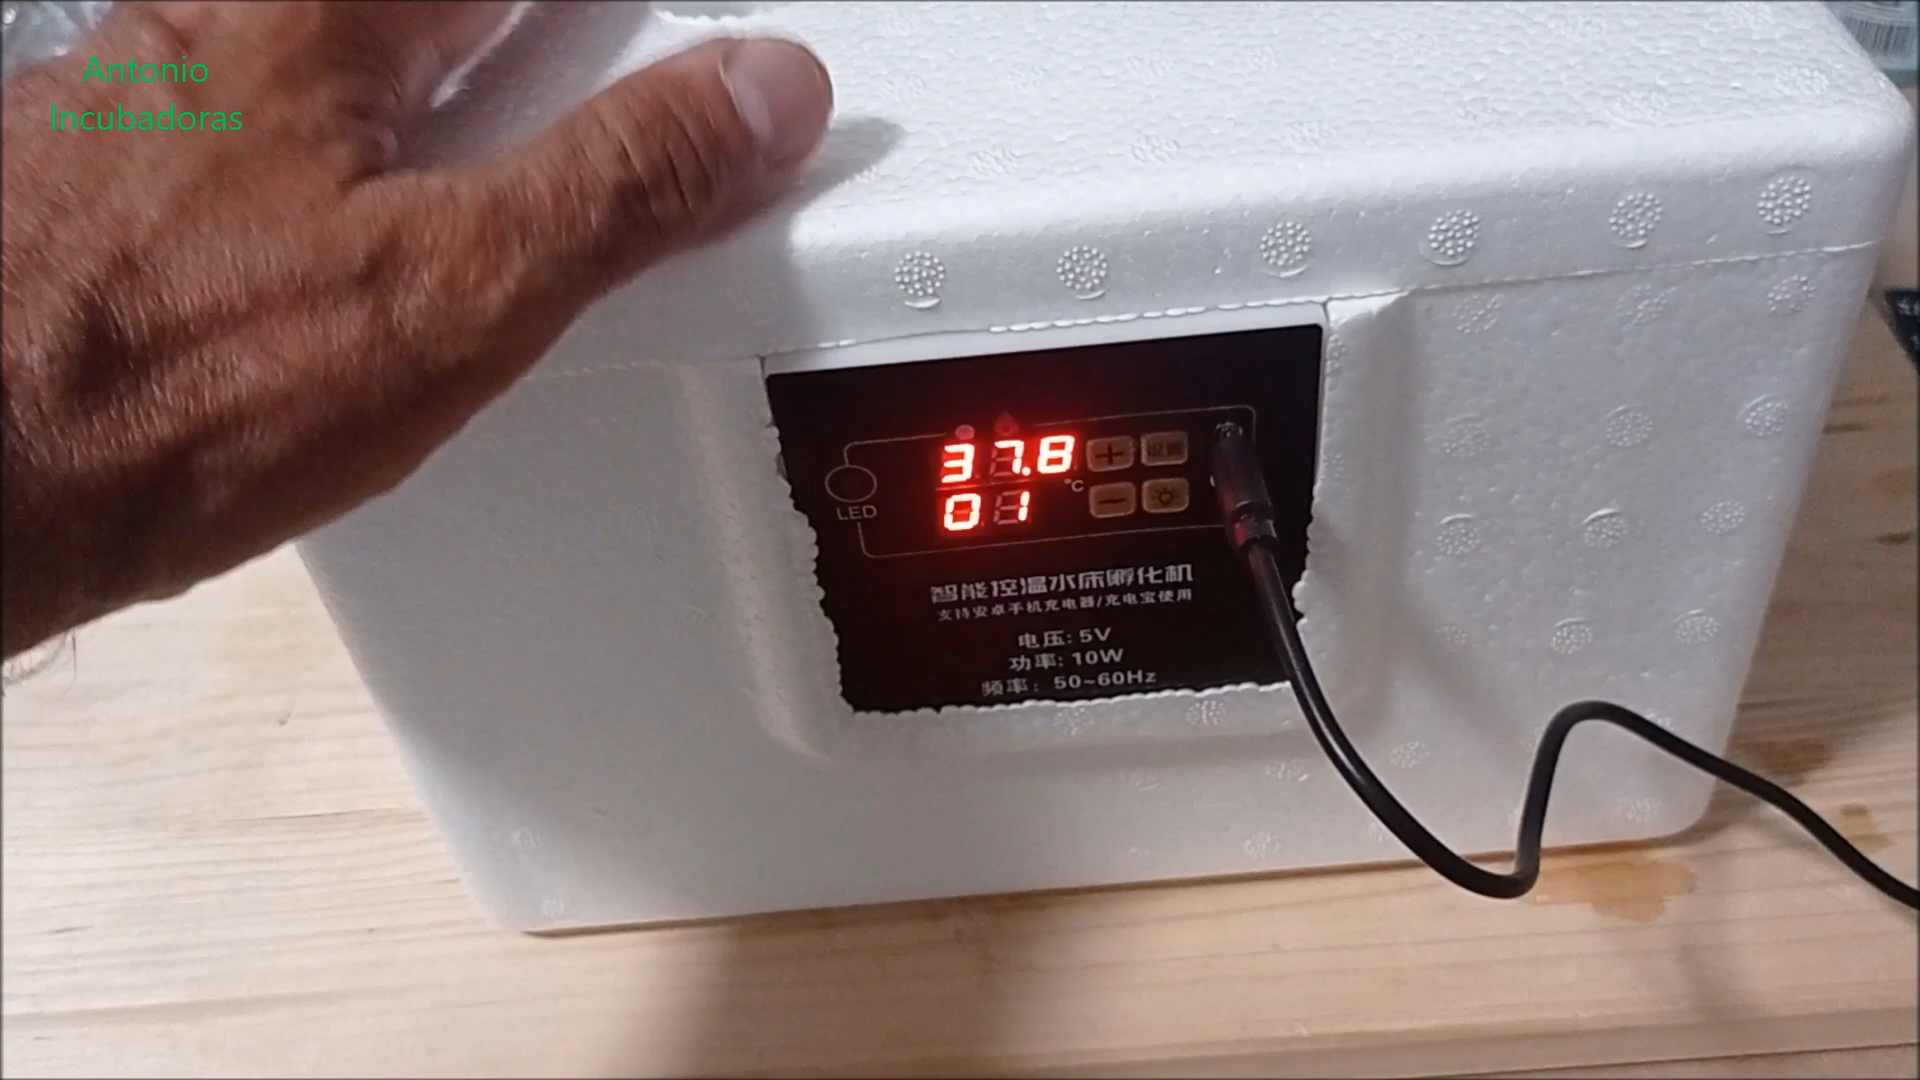 Antonio
Incubadoras
37.8
°C
01
LED
设置
智能控温水床孵化机
支持安卓手机充电器/充电宝使用
电压: 5V
功率: 10W
频率: 50~60Hz